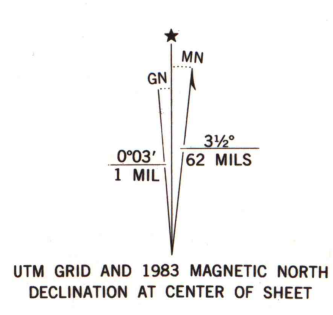 ★
MN
GN
3½°
62 MILS
0°03′
1 MIL
UTM GRID AND 1983 MAGNETIC NORTH
DECLINATION AT CENTER OF SHEET